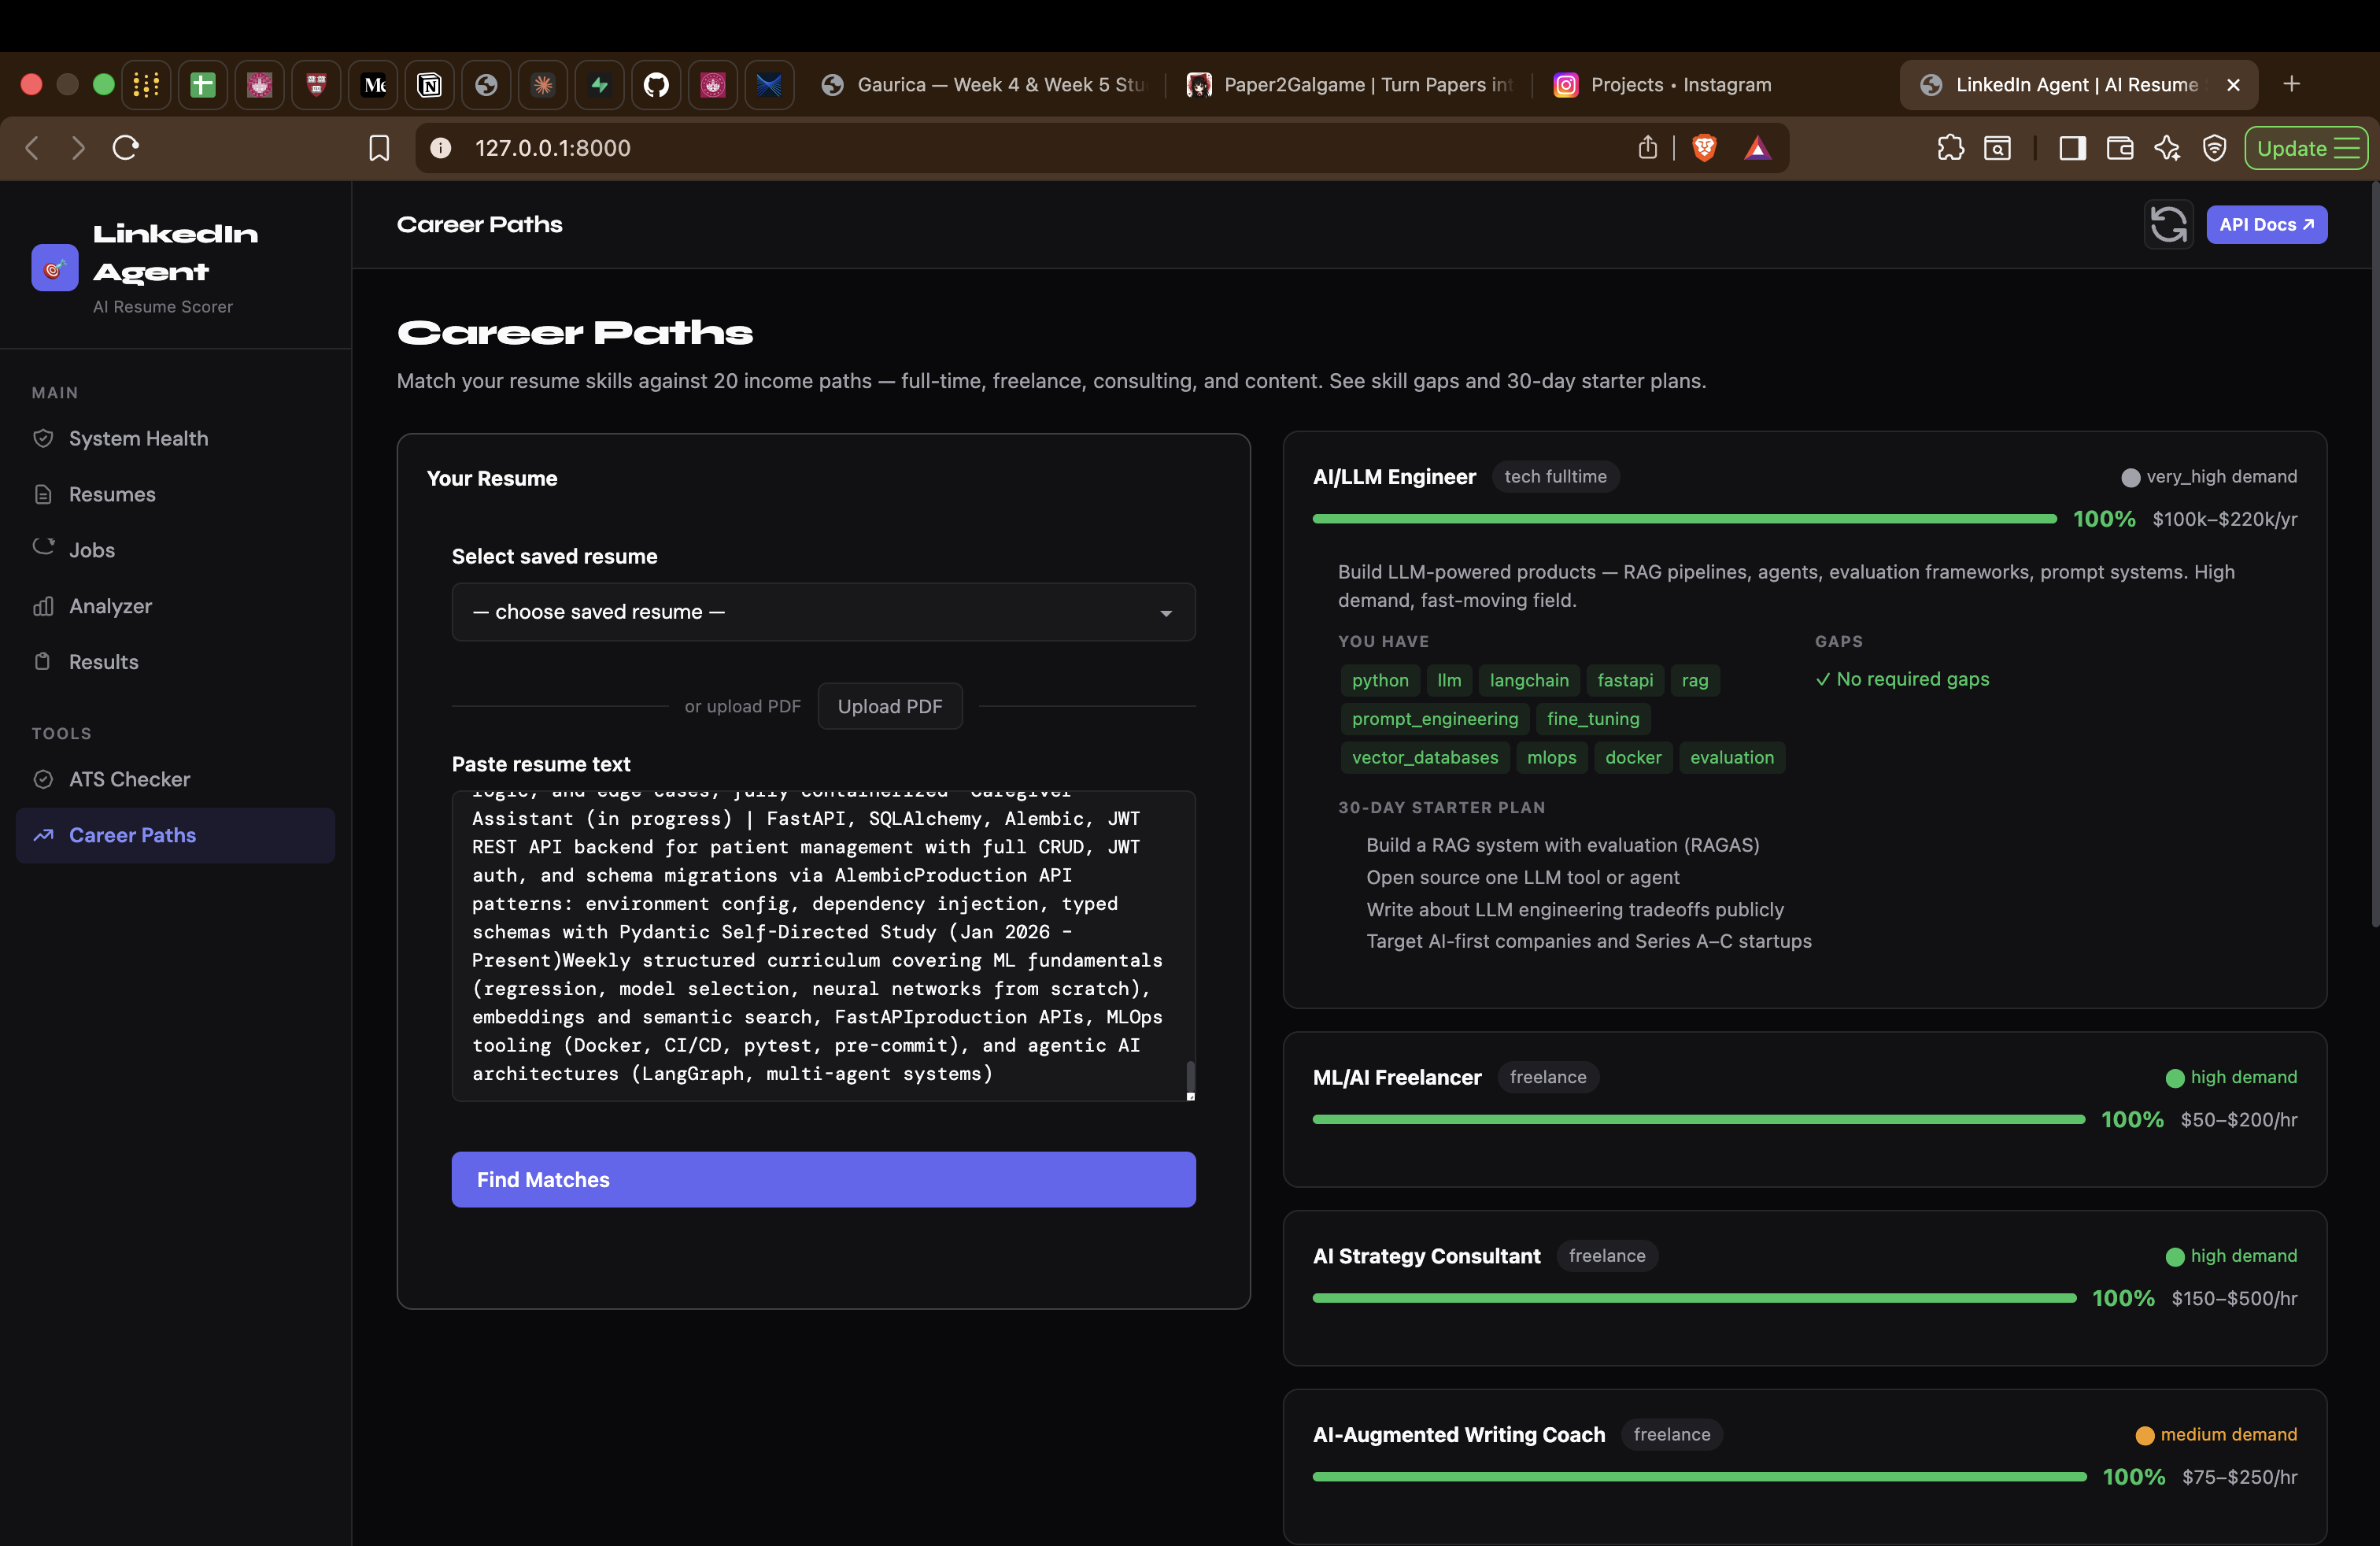 Gaurica — Week 4 & Week 5 Stu
Paper2Galgame | Turn Papers int
Projects • Instagram
LinkedIn Agent | AI Resume
127.0.0.1:8000
Update
LinkedIn
Agent
AI Resume Scorer
MAIN
System Health
Resumes
Jobs
Analyzer
Results
TOOLS
ATS Checker
Career Paths
Career Paths
API Docs ↗
Career Paths
Match your resume skills against 20 income paths — full-time, freelance, consulting, and content. See skill gaps and 30-day starter plans.
Your Resume
Select saved resume
— choose saved resume —
or upload PDF
Upload PDF
Paste resume text
logic, and edge cases, fully containerized Caregiver
Assistant (in progress) | FastAPI, SQLAlchemy, Alembic, JWT
REST API backend for patient management with full CRUD, JWT
auth, and schema migrations via AlembicProduction API
patterns: environment config, dependency injection, typed
schemas with Pydantic Self-Directed Study (Jan 2026 -
Present)Weekly structured curriculum covering ML fundamentals
(regression, model selection, neural networks from scratch),
embeddings and semantic search, FastAPIproduction APIs, MLOps
tooling (Docker, CI/CD, pytest, pre-commit), and agentic AI
architectures (LangGraph, multi-agent systems)
Find Matches
AI/LLM Engineer tech fulltime very_high demand
100% $100k–$220k/yr
Build LLM-powered products — RAG pipelines, agents, evaluation frameworks, prompt systems. High
demand, fast-moving field.
YOU HAVE
python llm langchain fastapi rag
prompt_engineering fine_tuning
vector_databases mlops docker evaluation
GAPS
✓ No required gaps
30-DAY STARTER PLAN
Build a RAG system with evaluation (RAGAS)
Open source one LLM tool or agent
Write about LLM engineering tradeoffs publicly
Target AI-first companies and Series A–C startups
ML/AI Freelancer freelance high demand
100% $50–$200/hr
AI Strategy Consultant freelance high demand
100% $150–$500/hr
AI-Augmented Writing Coach freelance medium demand
100% $75–$250/hr